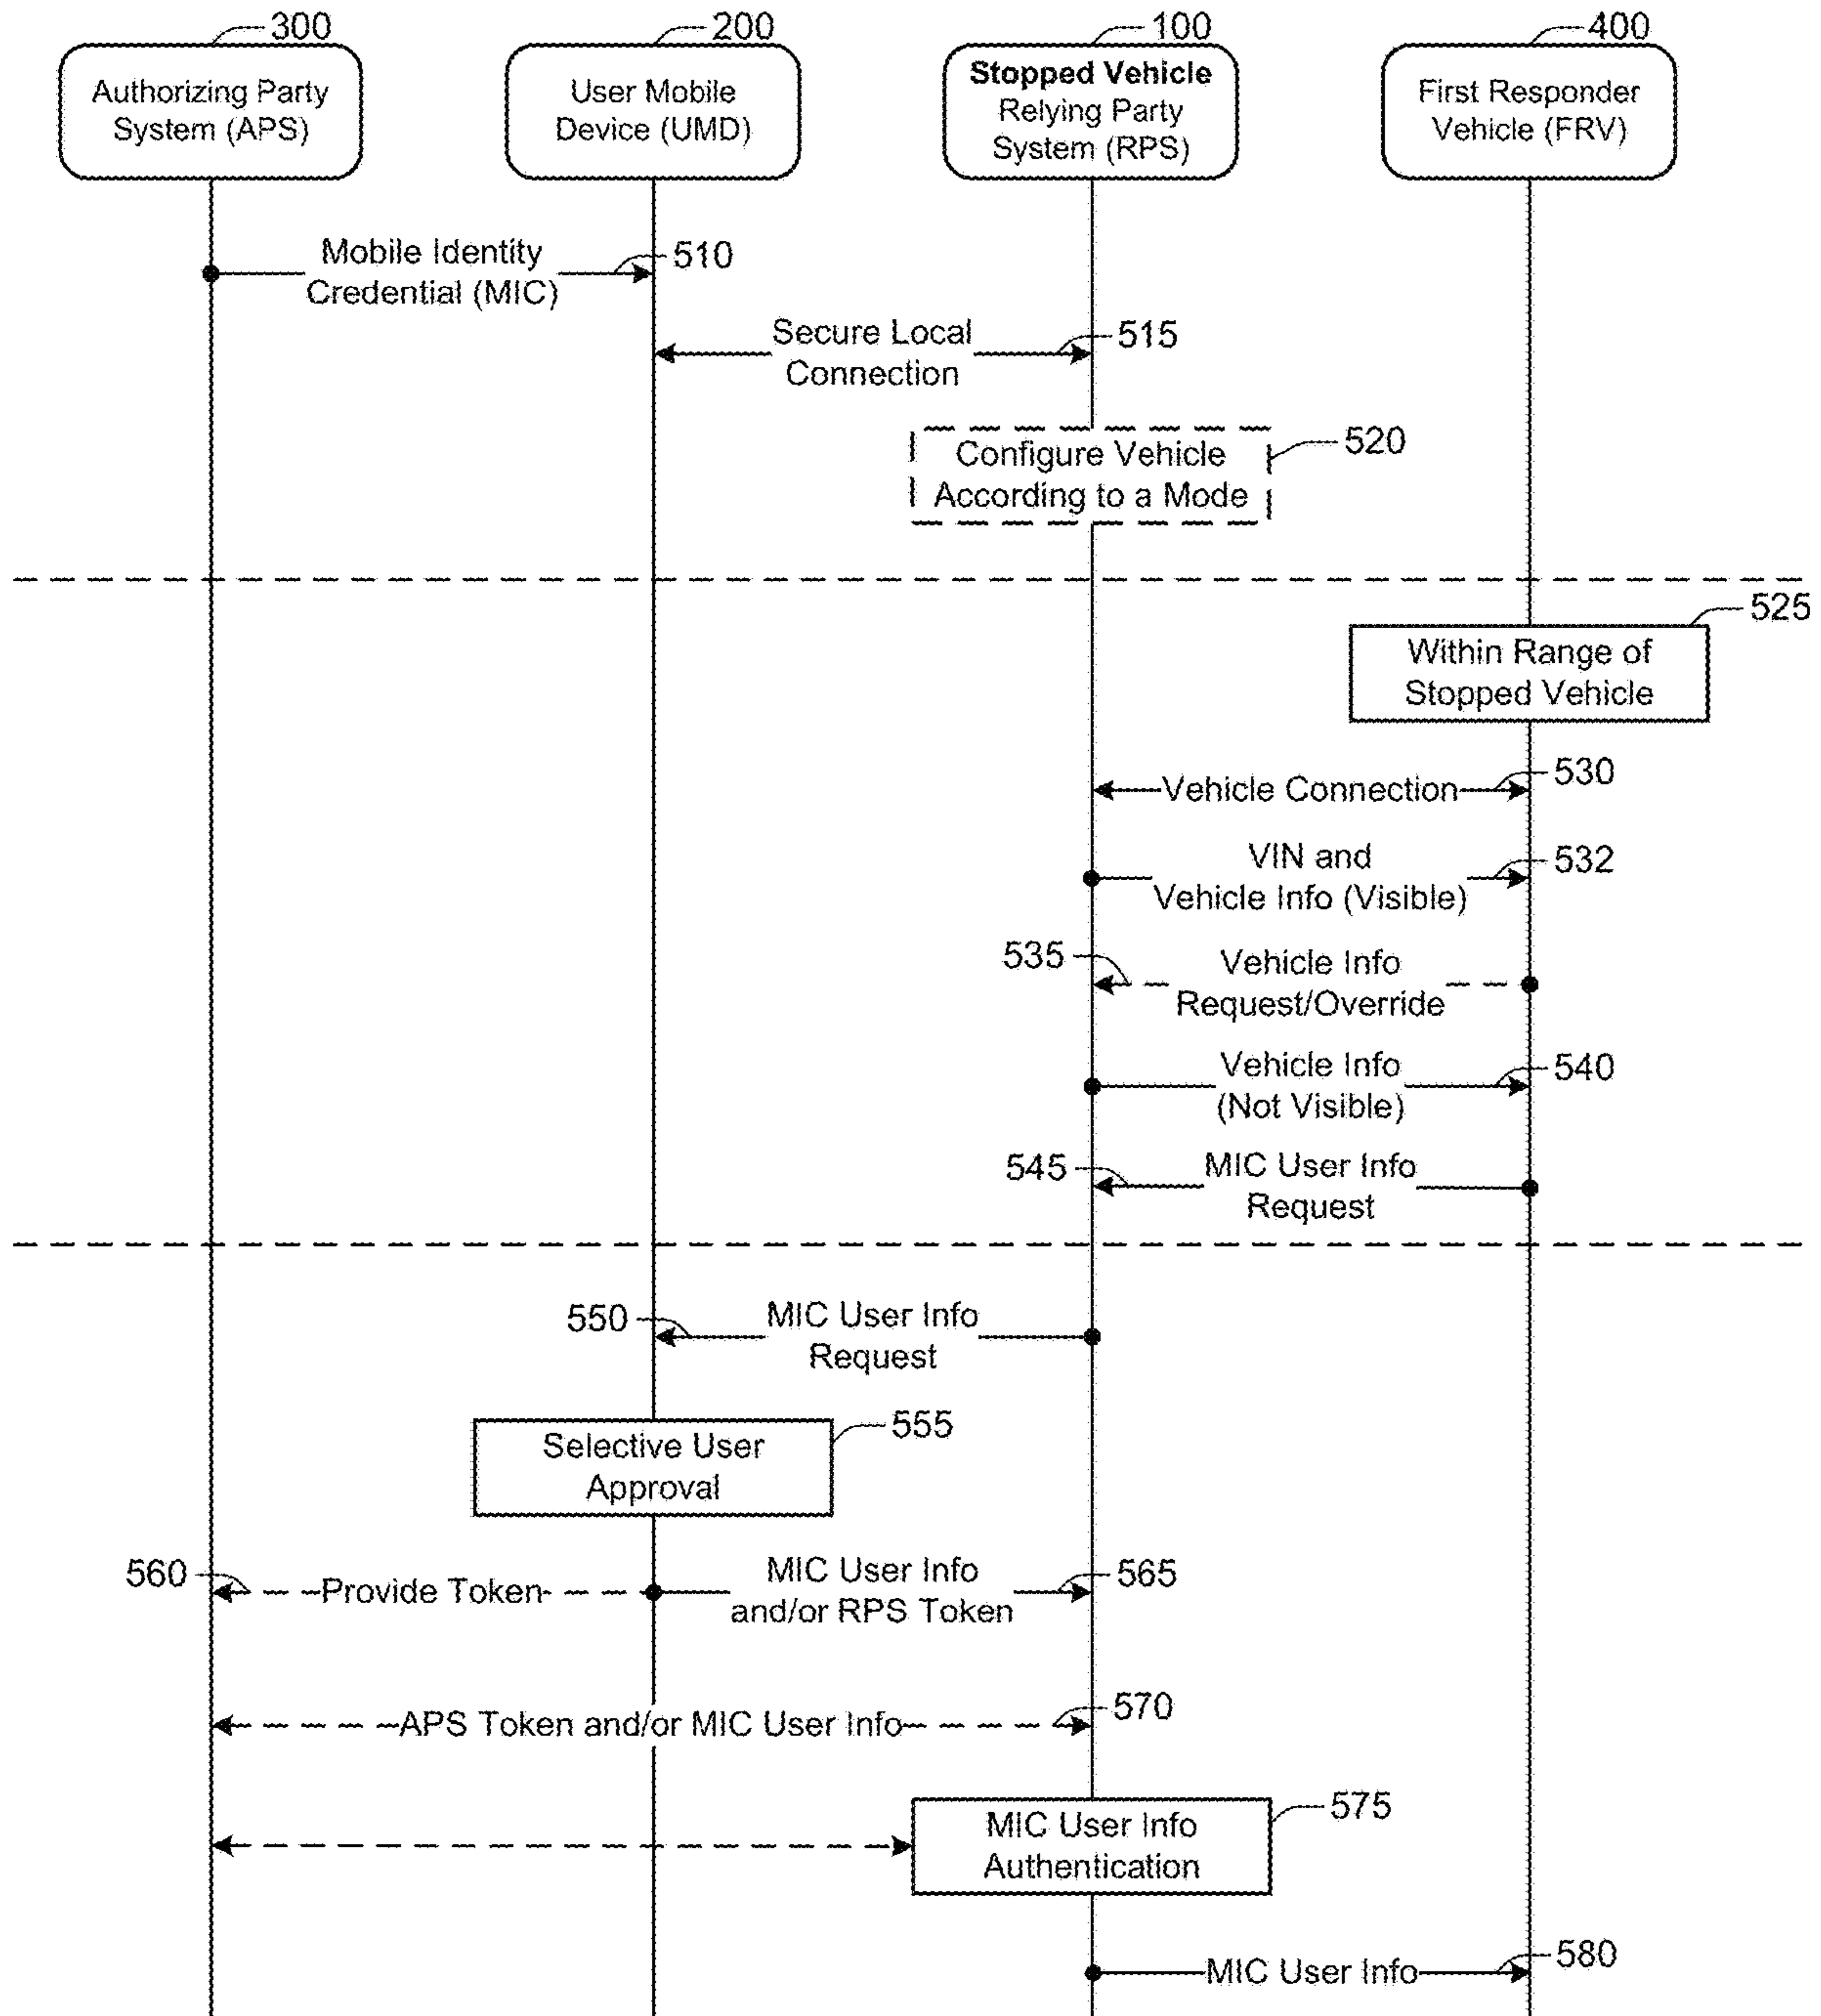 300
200
100
400
Authorizing Party
System (APS)
User Mobile
Device (UMD)
Stopped Vehicle
Relying Party
System (RPS)
First Responder
Vehicle (FRV)
Mobile Identity
Credential (MIC)
510
Secure Local
Connection
515
Configure Vehicle
According to a Mode
520
525
Within Range of
Stopped Vehicle
Vehicle Connection
530
VIN and
Vehicle Info (Visible)
532
535
Vehicle Info
Request/Override
Vehicle Info
(Not Visible)
540
545
MIC User Info
Request
550
MIC User Info
Request
555
Selective User
Approval
560
Provide Token
MIC User Info
and/or RPS Token
565
APS Token and/or MIC User Info
570
MIC User Info
Authentication
575
MIC User Info
580